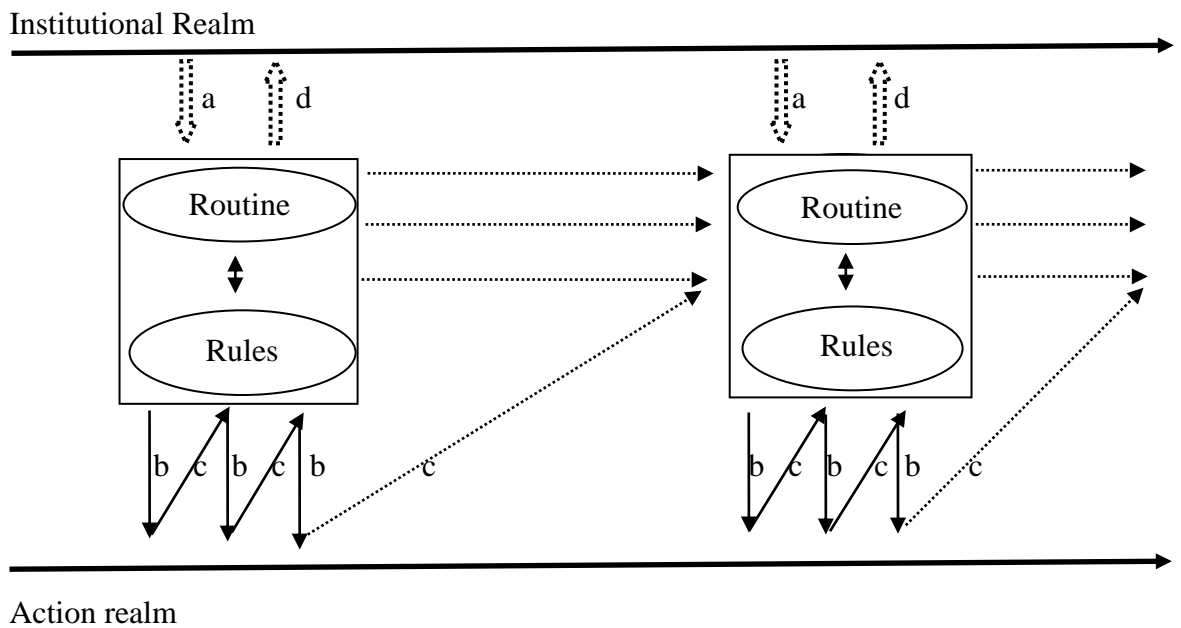 Institutional Realm
a d a d
Routine Routine
Rules Rules
b c b c b c b c b c b c
Action realm